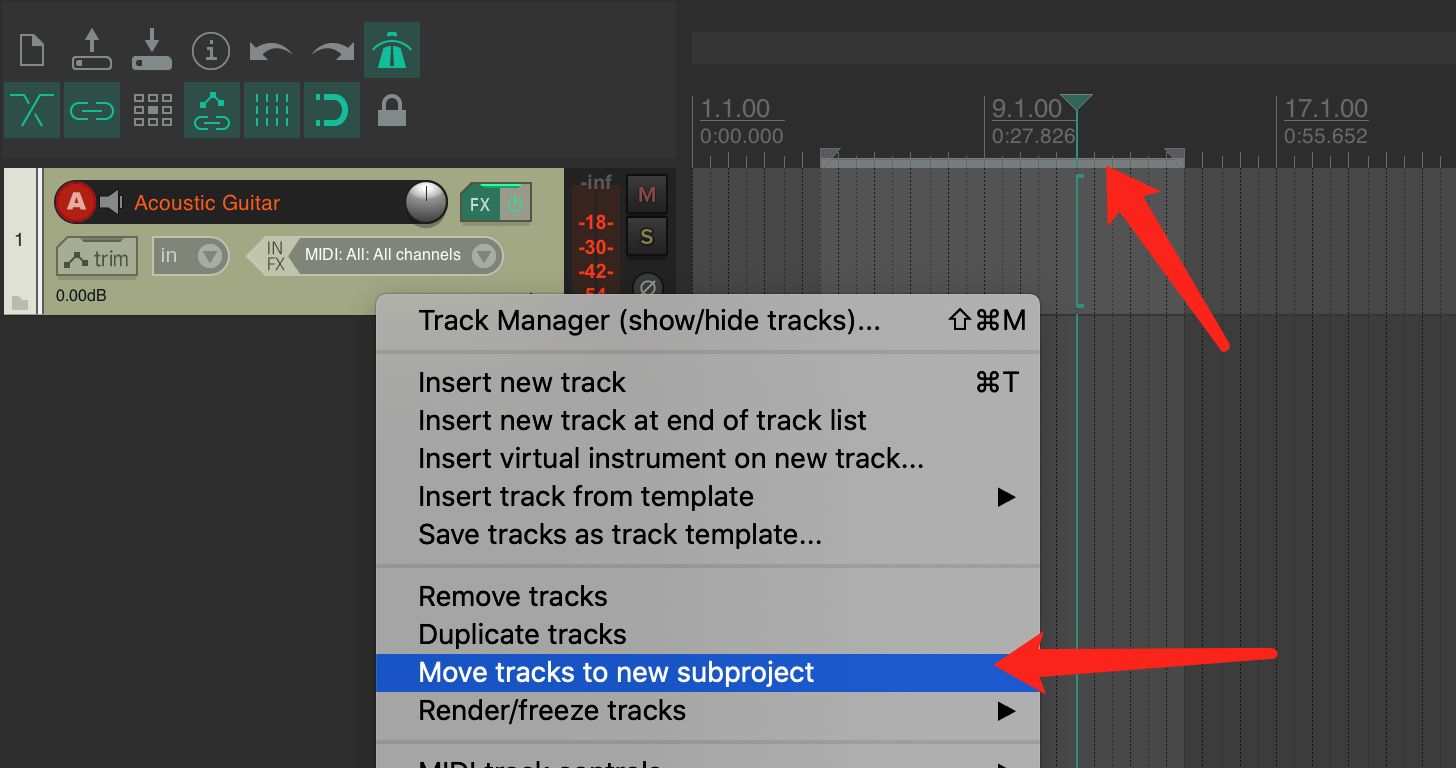 1.1.00 9.1.00 17.1.00
0:00.000 0:27.826 0:55.652
-inf
M
A Acoustic Guitar FX
-18-
S
1
-30-
trim in IN FX MIDI: All: All channels
-42-
0.00dB
-54-
Track Manager (show/hide tracks)... ⇧⌘M
Insert new track ⌘T
Insert new track at end of track list
Insert virtual instrument on new track...
Insert track from template
Save tracks as track template...
Remove tracks
Duplicate tracks
Move tracks to new subproject
Render/freeze tracks
MIDI track controls